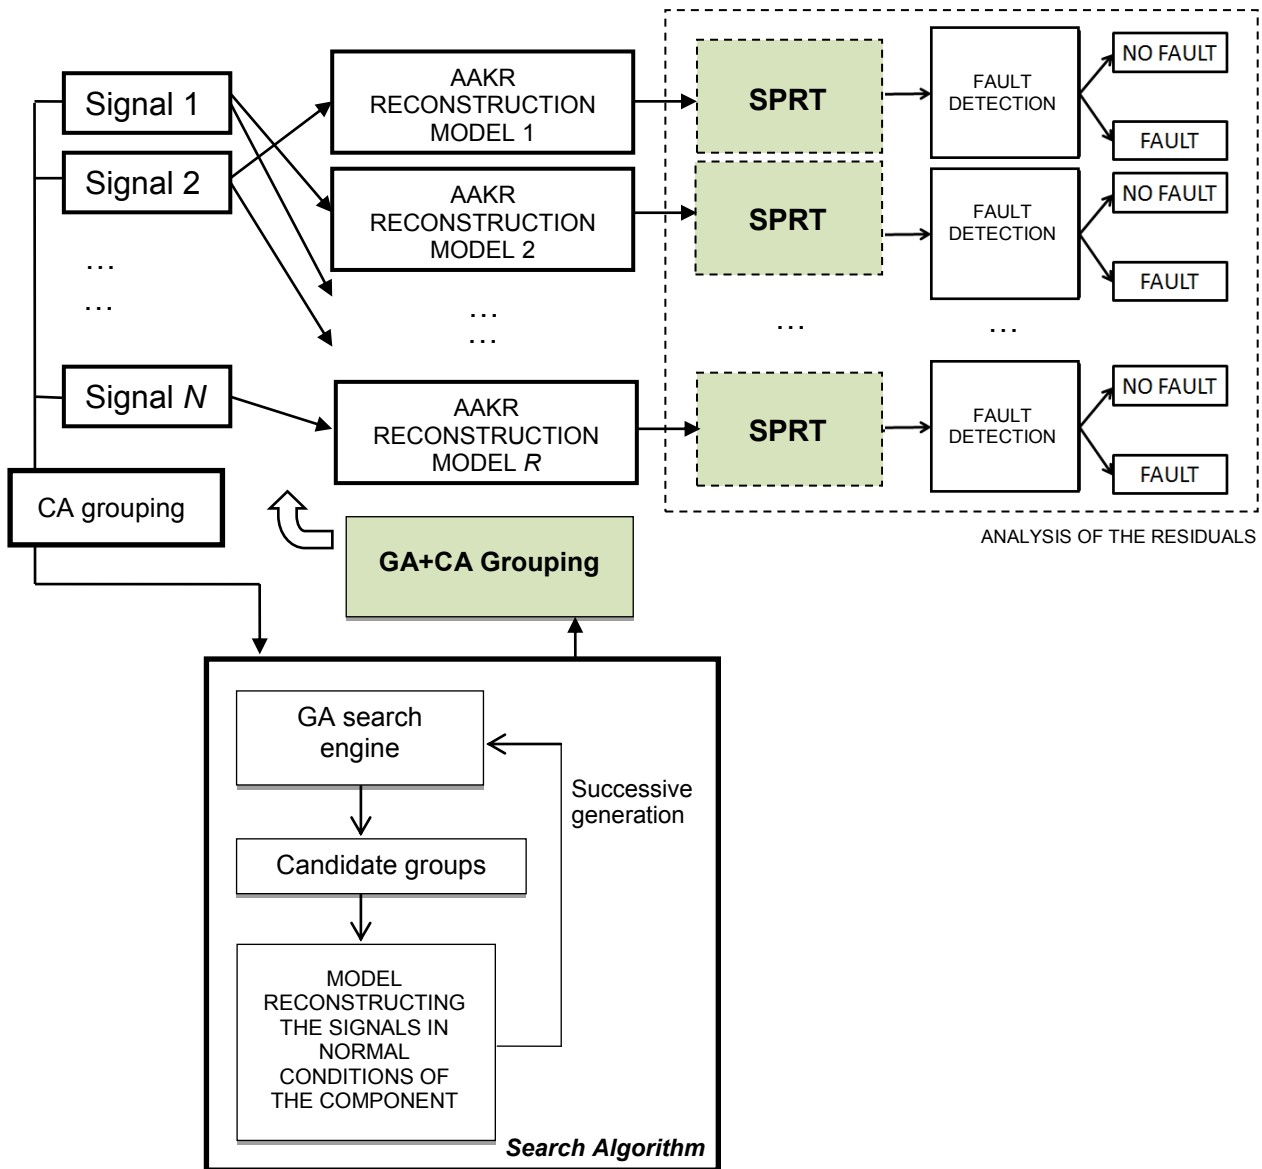 Signal 1
Signal 2
...
...
Signal N
CA grouping
AAKR
RECONSTRUCTION
MODEL 1
AAKR
RECONSTRUCTION
MODEL 2
...
...
AAKR
RECONSTRUCTION
MODEL R
SPRT
SPRT
...
SPRT
FAULT
DETECTION
FAULT
DETECTION
...
FAULT
DETECTION
NO FAULT
FAULT
NO FAULT
FAULT
NO FAULT
FAULT
ANALYSIS OF THE RESIDUALS
GA+CA Grouping
GA search
engine
Successive
generation
Candidate groups
MODEL
RECONSTRUCTING
THE SIGNALS IN
NORMAL
CONDITIONS OF
THE COMPONENT
Search Algorithm